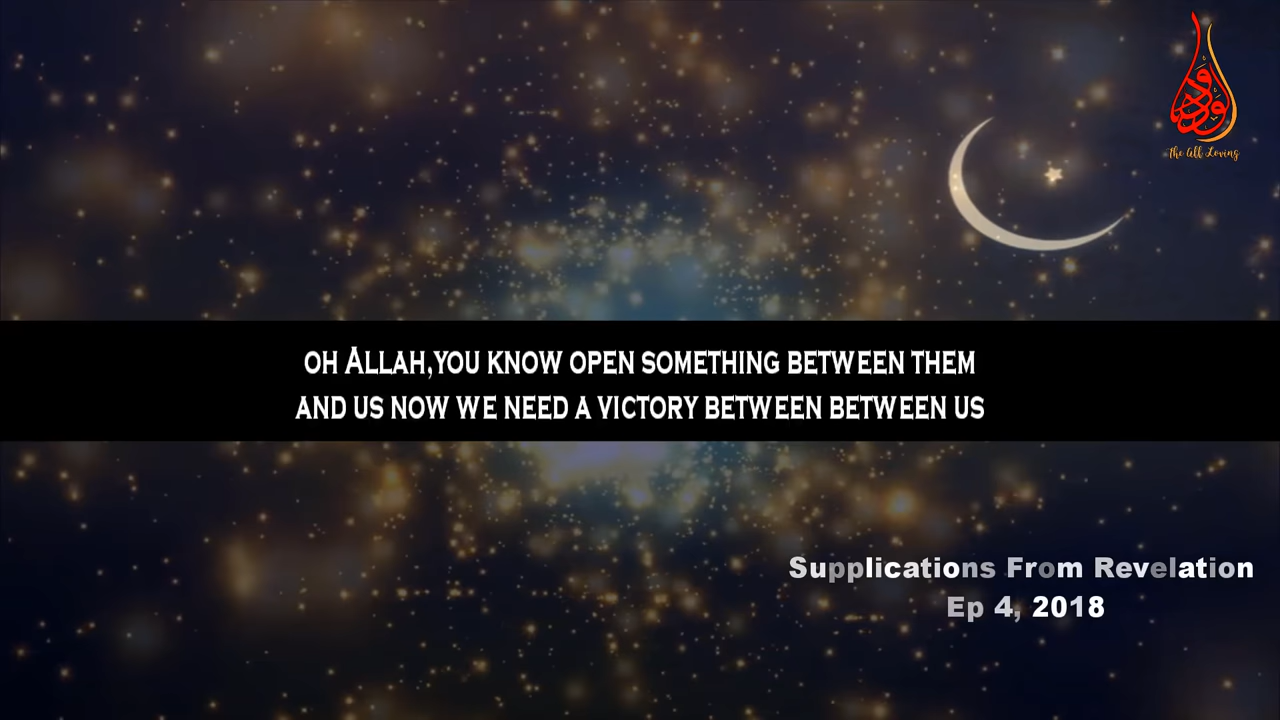 الودود
The All Loving
OH ALLAH,YOU KNOW OPEN SOMETHING BETWEEN THEM
AND US NOW WE NEED A VICTORY BETWEEN BETWEEN US
Supplications From Revelation
Ep 4, 2018